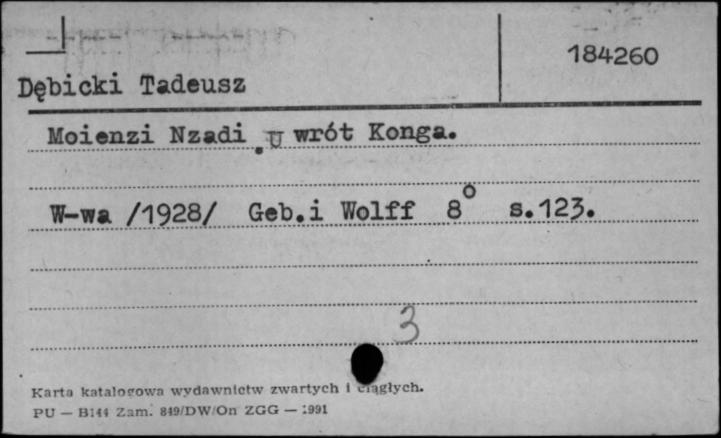 184260
Dębicki Tadeusz
Moienzi Nzadi . U wrót Konga.
W-wa /1928/ Geb.i Wolff 8° s.123.
3
Karta katalogowa wydawnictw zwartych i ciągłych.
PU — B144 Zam. 849/DW/On ZGG — 1991